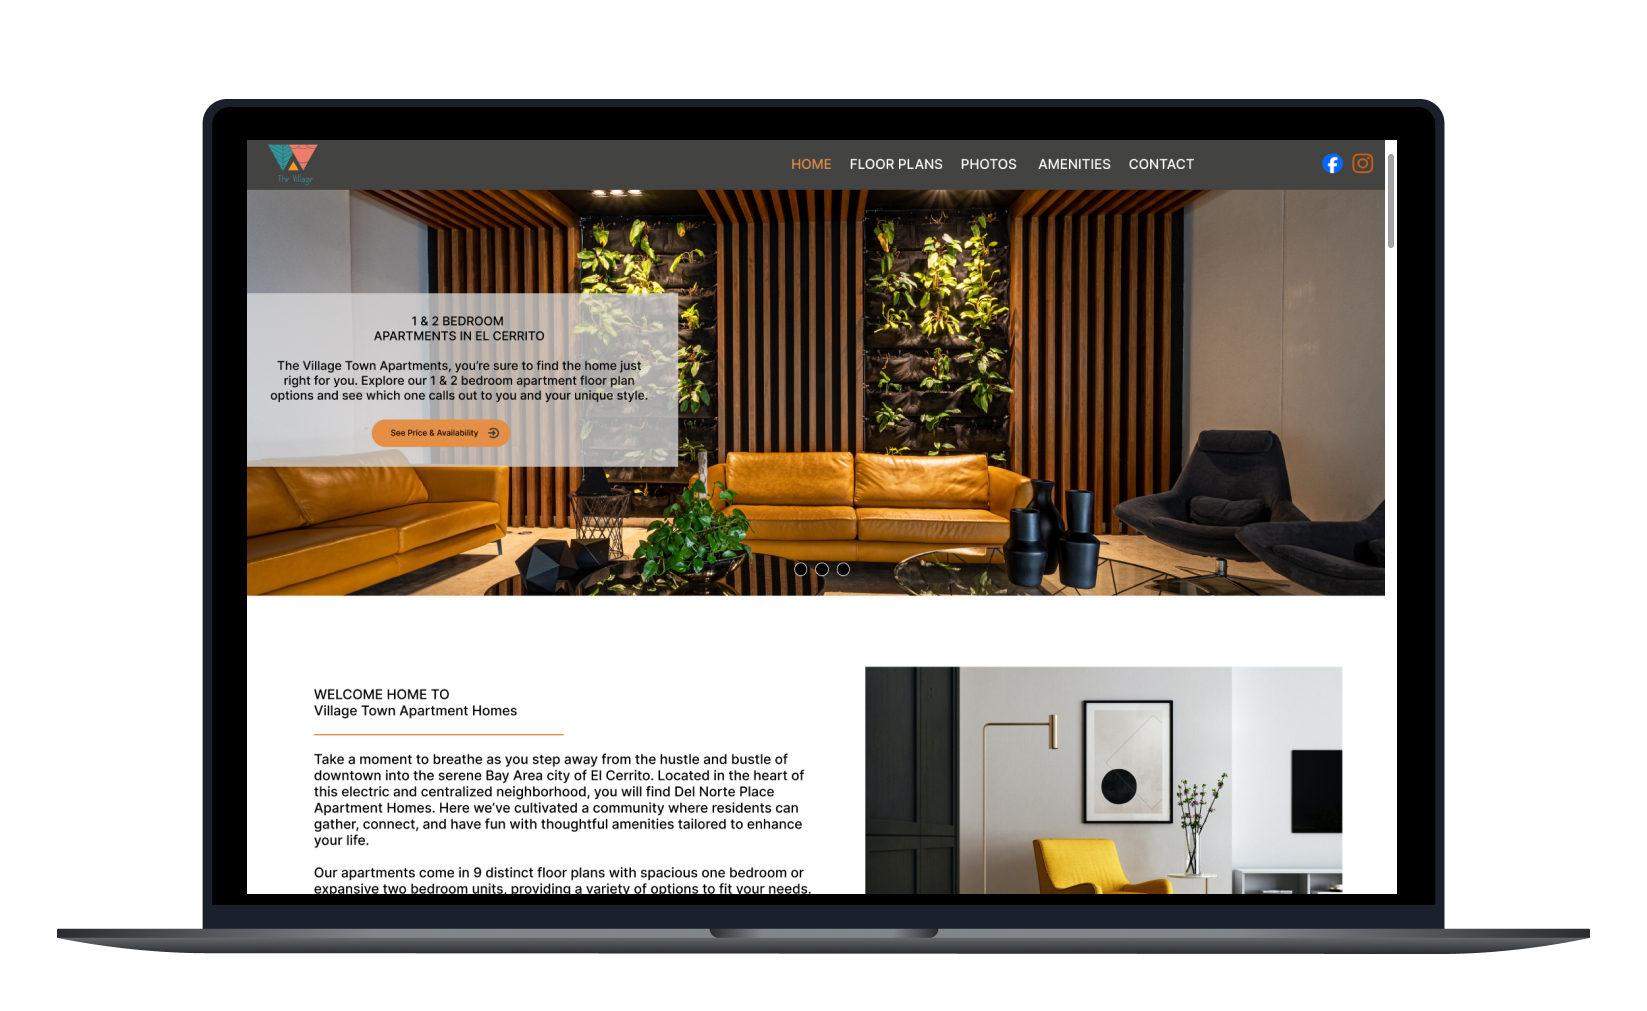 The Village
HOME FLOOR PLANS PHOTOS AMENITIES CONTACT
1 & 2 BEDROOM
APARTMENTS IN EL CERRITO
The Village Town Apartments, you’re sure to find the home just
right for you. Explore our 1 & 2 bedroom apartment floor plan
options and see which one calls out to you and your unique style.
See Price & Availability
WELCOME HOME TO
Village Town Apartment Homes
Take a moment to breathe as you step away from the hustle and bustle of
downtown into the serene Bay Area city of El Cerrito. Located in the heart of
this electric and centralized neighborhood, you will find Del Norte Place
Apartment Homes. Here we’ve cultivated a community where residents can
gather, connect, and have fun with thoughtful amenities tailored to enhance
your life.
Our apartments come in 9 distinct floor plans with spacious one bedroom or
expansive two bedroom units, providing a variety of options to fit your needs.